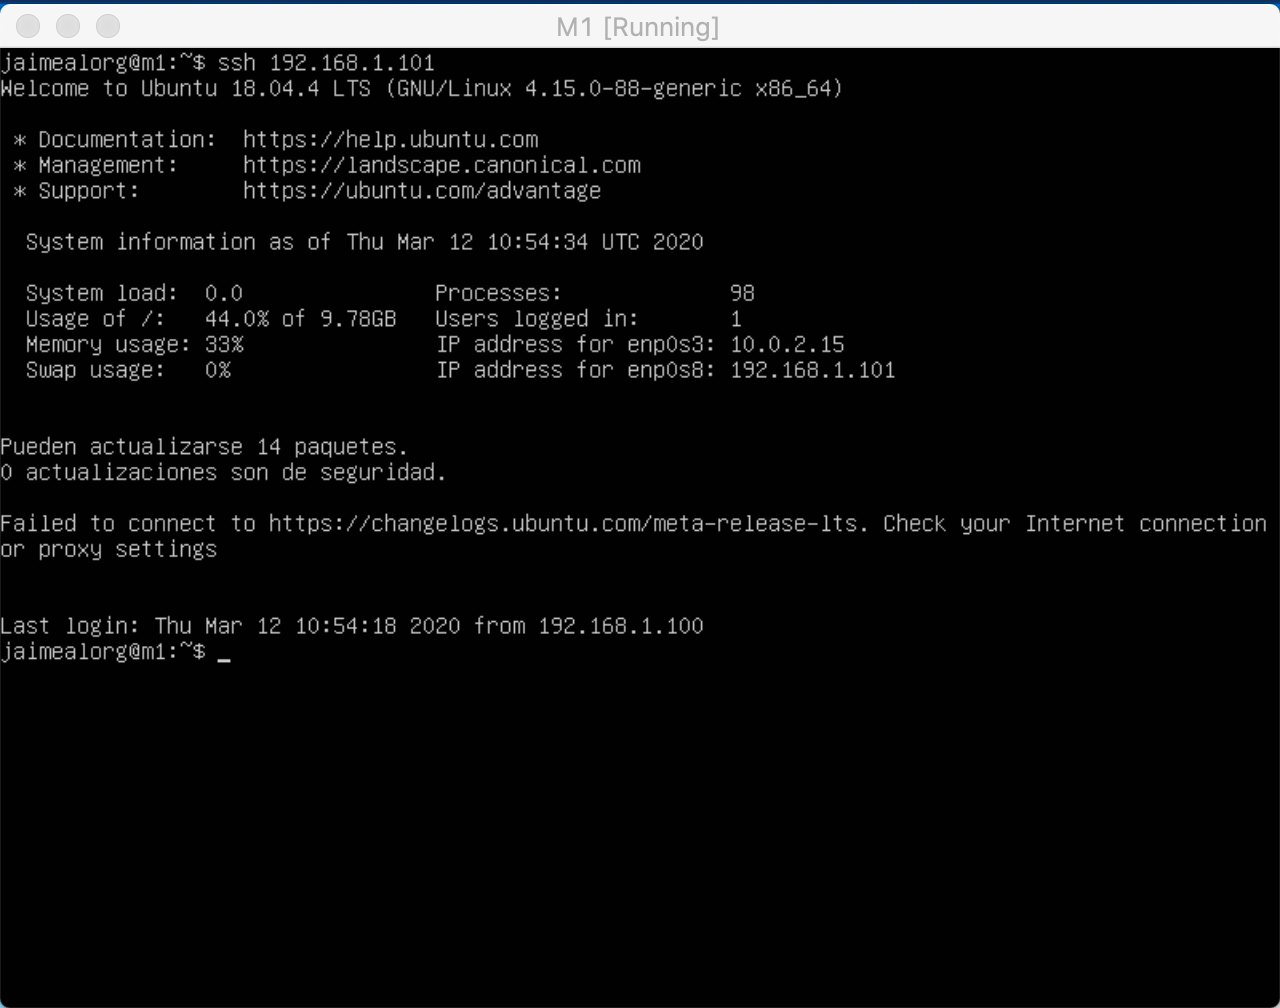 M1 [Running]
jaimealorg@m1:~$ ssh 192.168.1.101
Welcome to Ubuntu 18.04.4 LTS (GNU/Linux 4.15.0-88-generic x86_64)
* Documentation:  https://help.ubuntu.com
* Management:     https://landscape.canonical.com
* Support:        https://ubuntu.com/advantage
System information as of Thu Mar 12 10:54:34 UTC 2020
System load:  0.0               Processes:             98
Usage of /:   44.0% of 9.78GB   Users logged in:       1
Memory usage: 33%               IP address for enp0s3: 10.0.2.15
Swap usage:   0%                IP address for enp0s8: 192.168.1.101
Pueden actualizarse 14 paquetes.
0 actualizaciones son de seguridad.
Failed to connect to https://changelogs.ubuntu.com/meta-release-lts. Check your Internet connection
or proxy settings
Last login: Thu Mar 12 10:54:18 2020 from 192.168.1.100
jaimealorg@m1:~$ _